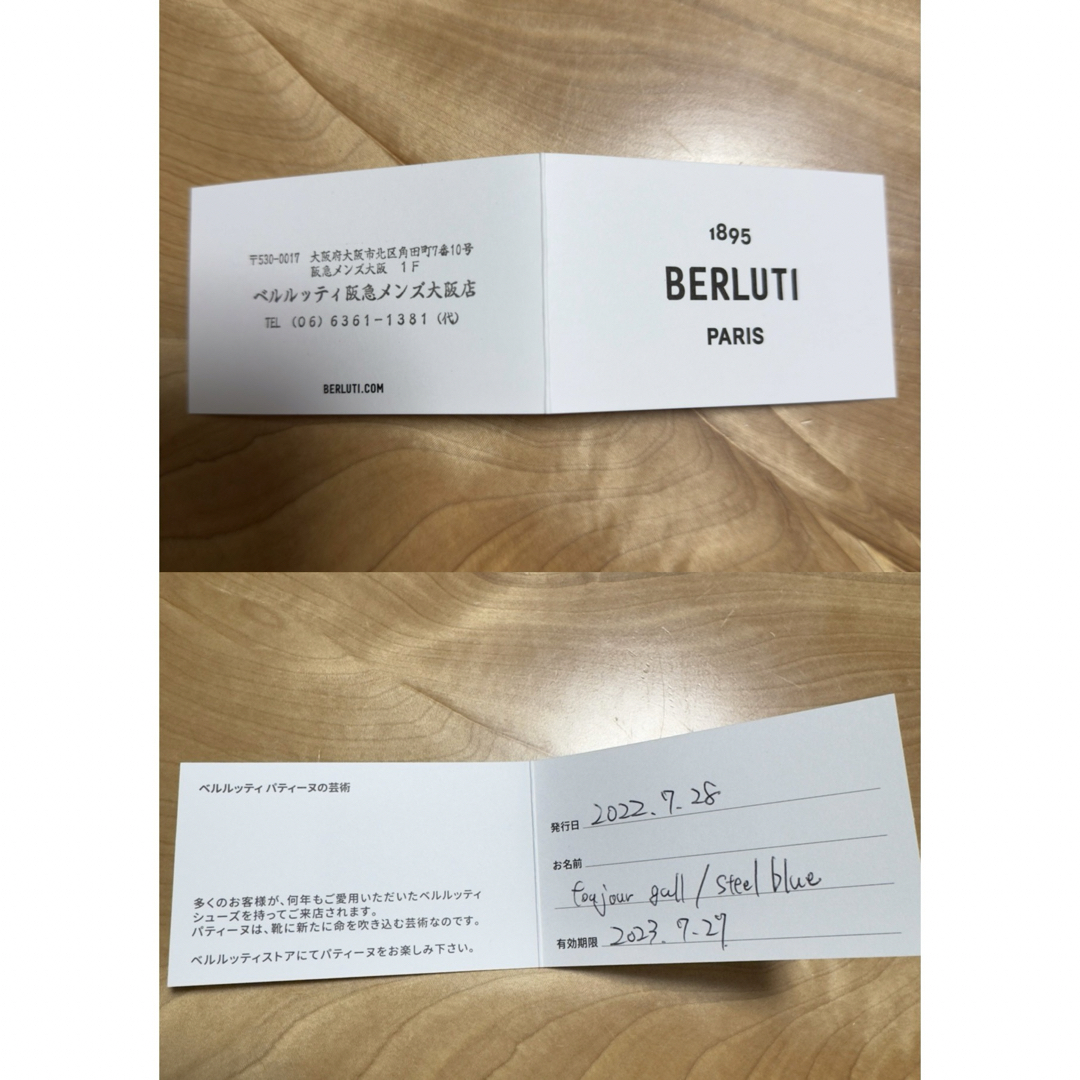 〒530-0017 大阪府大阪市北区角田町7番10号
阪急メンズ大阪 1F
ベルルッティ阪急メンズ大阪店
TEL (06)6361-1381(代)
BERLUTI.COM
1895
BERLUTI
PARIS
ベルルッティ パティーヌの芸術
多くのお客様が、何年もご愛用いただいたベルルッティ
シューズを持ってご来店されます。
パティーヌは、靴に新たに命を吹き込む芸術なのです。
ベルルッティストアにてパティーヌをお楽しみ下さい。
発行日 2022.7.28
お名前
toujour gull / steel blue
有効期限 2023.7.27